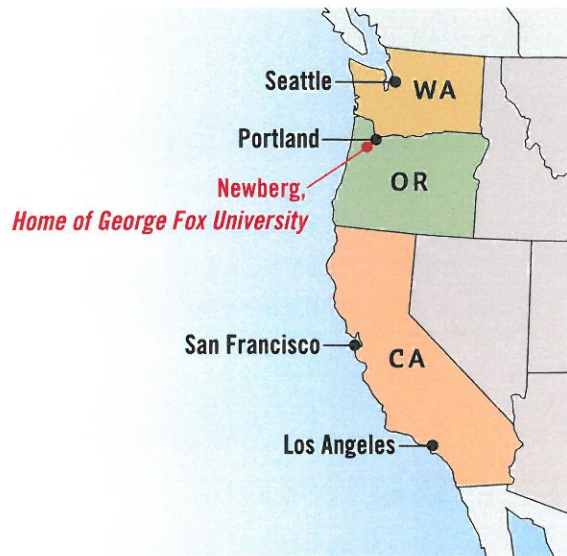 Seattle
WA
Portland
OR
Newberg,
Home of George Fox University
San Francisco
CA
Los Angeles